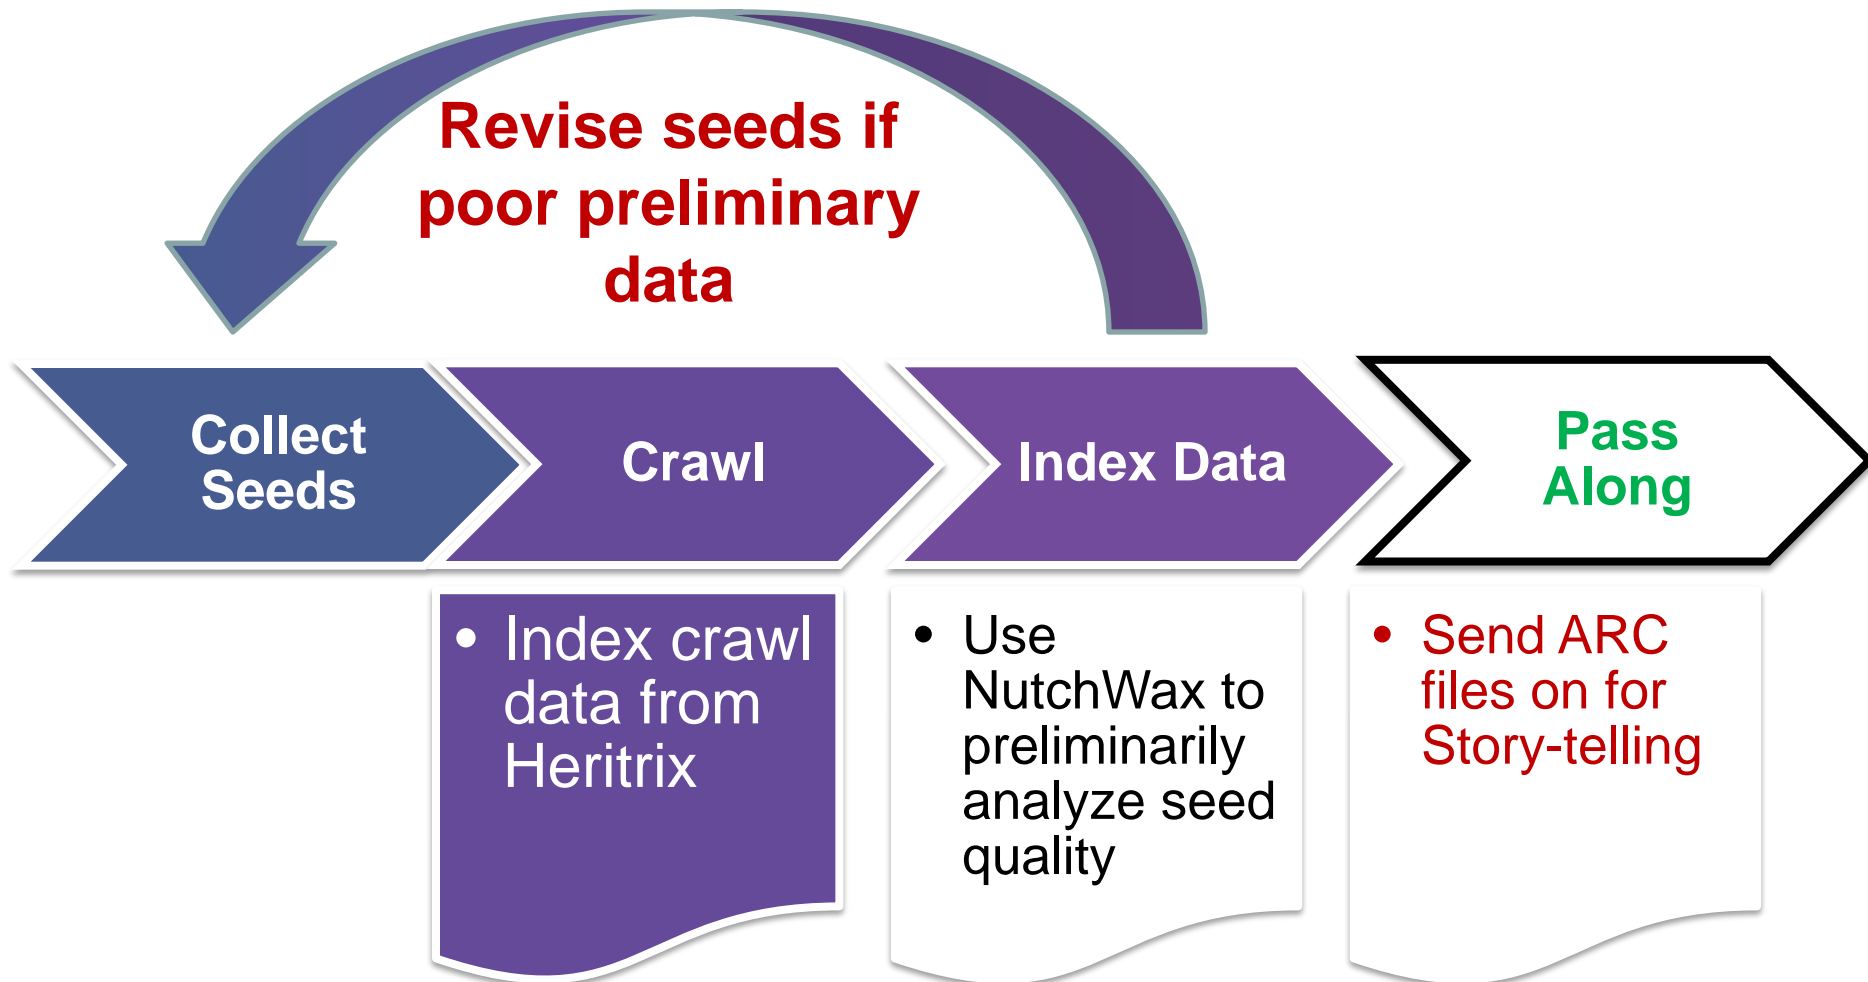 Revise seeds if
poor preliminary
data
Collect
Seeds
Crawl
Index Data
Pass
Along
• Index crawl
data from
Heritrix
• Use
NutchWax to
preliminarily
analyze seed
quality
• Send ARC
files on for
Story-telling